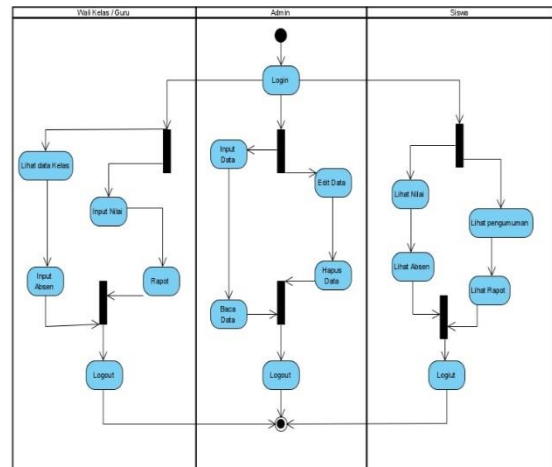 Wali Kelas / Guru
Admin
Siswa
Login
Lihat data Kelas
Input Nilai
Input
Absen
Rapot
Logout
Input
Data
Edit Data
Hapus
Data
Baca
Data
Logout
Lihat Nilai
Lihat pengumuman
Lihat Absen
Lihat Rapot
Logiut